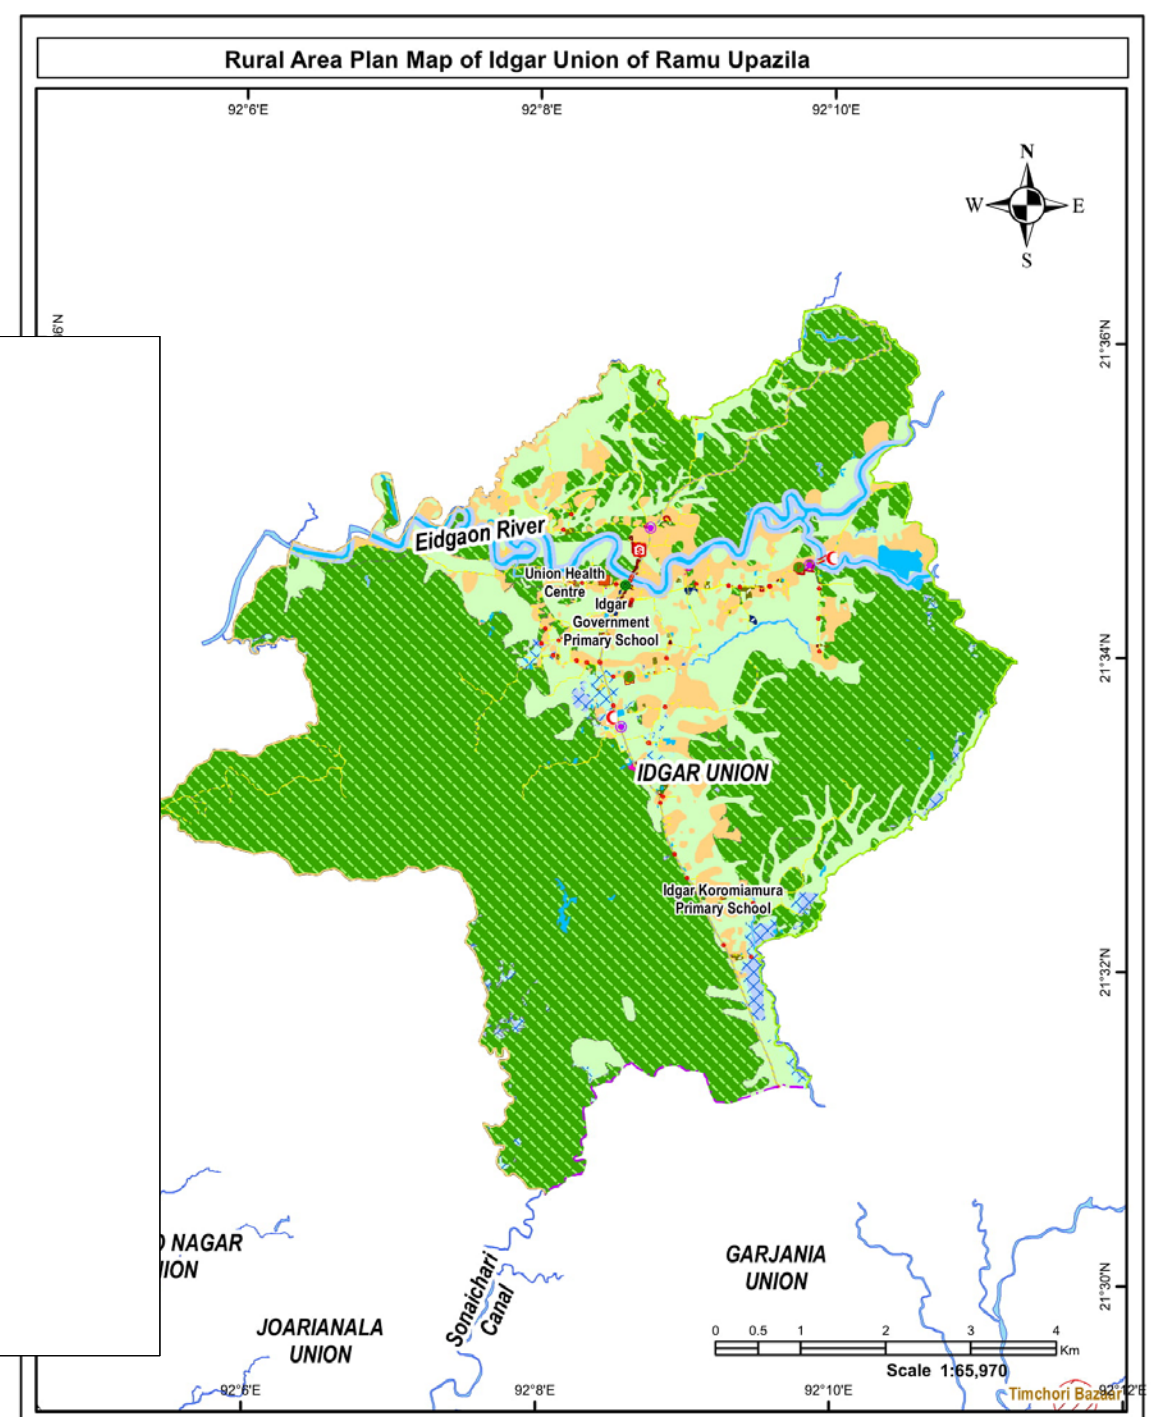 Rural Area Plan Map of Idgar Union of Ramu Upazila
92°6'E 92°8'E 92°10'E
N
W E
S
21°36'N
Eidgaon River
Union Health
Centre
Idgar
Government
Primary School
21°34'N
IDGAR UNION
Idgar Koromiamura
Primary School
21°32'N
NAGAR
GARJANIA
UNION
Sonaichari
Canal
21°30'N
JOARIANALA
UNION
0 0.5 1 2 3 4
Km
Scale 1:65,970
Timchori Bazaar
92°6'E 92°8'E 92°10'E 92°12'E